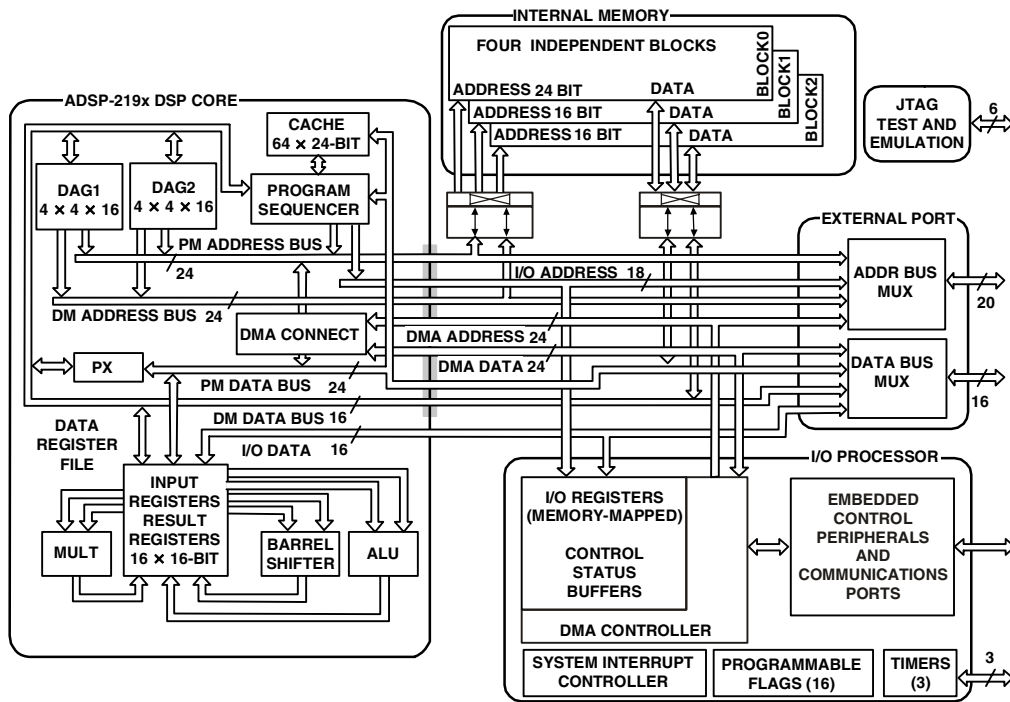 INTERNAL MEMORY
FOUR INDEPENDENT BLOCKS
BLOCK0
BLOCK1
BLOCK2
ADDRESS 24 BIT
DATA
ADDRESS 16 BIT
DATA
ADDRESS 16 BIT
DATA
JTAG
TEST AND
EMULATION
6
ADSP-219x DSP CORE
CACHE
64 × 24-BIT
DAG1
4 × 4 × 16
DAG2
4 × 4 × 16
PROGRAM
SEQUENCER
PM ADDRESS BUS
24
I/O ADDRESS 18
DM ADDRESS BUS 24
DMA CONNECT
DMA ADDRESS 24
DMA DATA 24
PX
PM DATA BUS 24
DM DATA BUS 16
I/O DATA 16
EXTERNAL PORT
ADDR BUS
MUX
20
DATA BUS
MUX
16
DATA
REGISTER
FILE
INPUT
REGISTERS
RESULT
REGISTERS
16 × 16-BIT
MULT
BARREL
SHIFTER
ALU
I/O PROCESSOR
I/O REGISTERS
(MEMORY-MAPPED)
CONTROL
STATUS
BUFFERS
DMA CONTROLLER
EMBEDDED
CONTROL
PERIPHERALS
AND
COMMUNICATIONS
PORTS
SYSTEM INTERRUPT
CONTROLLER
PROGRAMMABLE
FLAGS (16)
TIMERS
(3)
3